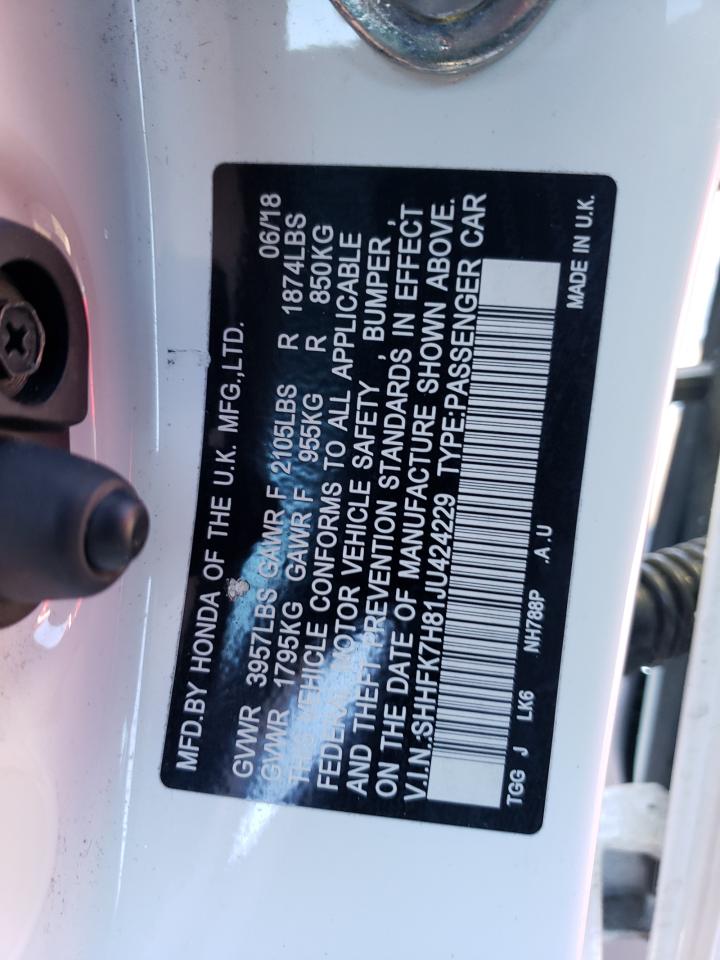 MFD.BY HONDA OF THE U.K. MFG.,LTD. 06/18
GVWR 3957LBS GAWR F 2105LBS R 1874LBS
GVWR 1795KG GAWR F 955KG R 850KG
THIS VEHICLE CONFORMS TO ALL APPLICABLE
FEDERAL MOTOR VEHICLE SAFETY , BUMPER ,
AND THEFT PREVENTION STANDARDS IN EFFECT
ON THE DATE OF MANUFACTURE SHOWN ABOVE.
V.I.N.:SHHFK7H81JU424229 TYPE:PASSENGER CAR
TGG J LK6 NH788P .A .U MADE IN U.K.